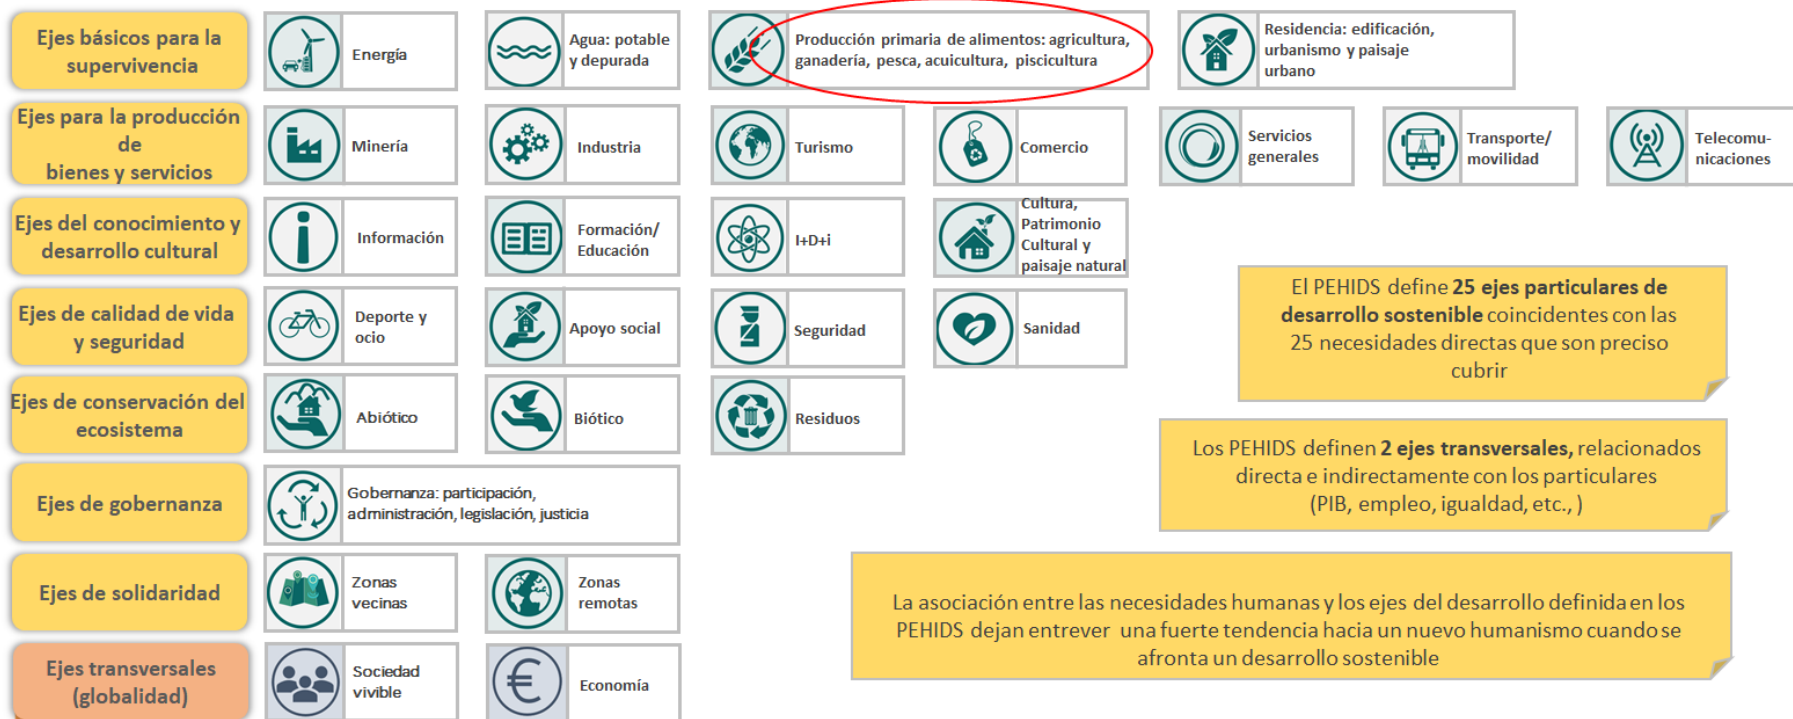 Ejes básicos para la
supervivencia
Energía
Agua: potable
y depurada
Producción primaria de alimentos: agricultura,
ganadería, pesca, acuicultura, piscicultura
Residencia: edificación,
urbanismo y paisaje
urbano
Ejes para la producción
de
bienes y servicios
Minería
Industria
Turismo
Comercio
Servicios
generales
Transporte/
movilidad
Telecomu-
nicaciones
Ejes del conocimiento y
desarrollo cultural
Información
Formación/
Educación
I+D+i
Cultura,
Patrimonio
Cultural y
paisaje natural
Ejes de calidad de vida
y seguridad
Deporte y
ocio
Apoyo social
Seguridad
Sanidad
El PEHIDS define 25 ejes particulares de
desarrollo sostenible coincidentes con las
25 necesidades directas que son preciso
cubrir
Ejes de conservación del
ecosistema
Abiótico
Biótico
Residuos
Los PEHIDS definen 2 ejes transversales, relacionados
directa e indirectamente con los particulares
(PIB, empleo, igualdad, etc., )
Ejes de gobernanza
Gobernanza: participación,
administración, legislación, justicia
Ejes de solidaridad
Zonas
vecinas
Zonas
remotas
La asociación entre las necesidades humanas y los ejes del desarrollo definida en los
PEHIDS dejan entrever una fuerte tendencia hacia un nuevo humanismo cuando se
afronta un desarrollo sostenible
Ejes transversales
(globalidad)
Sociedad
vivible
€
Economía